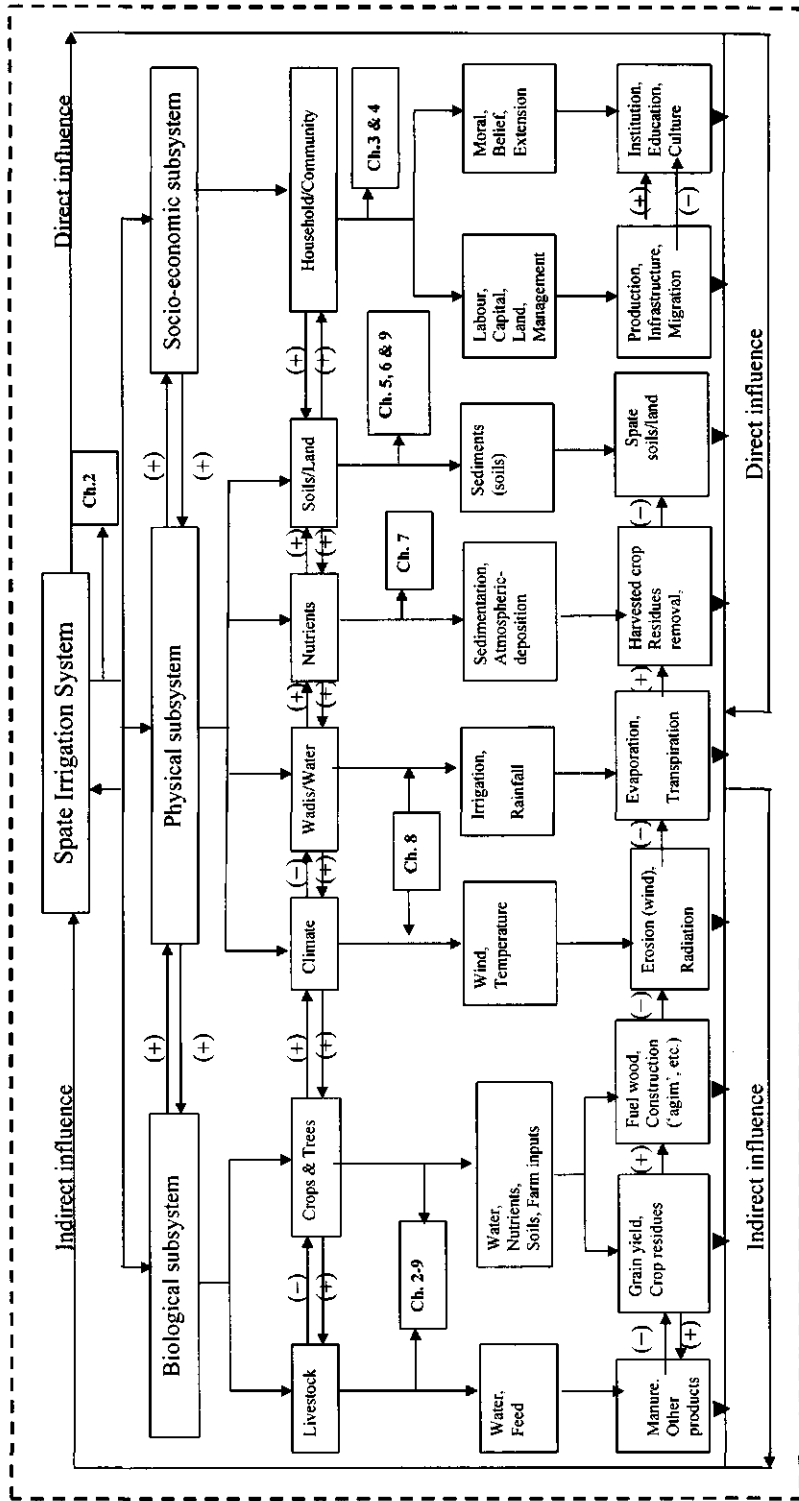 Spate Irrigation System
Indirect influence
Direct influence
Ch.2
Biological subsystem
Physical subsystem
Socio-economic subsystem
(+)
(+)
(+)
(+)
Livestock
(−)
(+)
Crops & Trees
(+)
(+)
Climate
(−)
(+)
Wadis/Water
(+)
(+)
Nutrients
(+)
(+)
Soils/Land
(+)
(+)
Household/Community
Ch. 2-9
Ch. 8
Ch. 7
Ch. 5, 6 & 9
Ch.3 & 4
Water,
Feed
Water,
Nutrients,
Soils, Farm inputs
Wind,
Temperature
Irrigation,
Rainfall
Sedimentation,
Atmospheric-
deposition
Sediments
(soils)
Labour,
Capital,
Land,
Management
Moral,
Belief,
Extension
Manure.
Other
products
(−)
(+)
Grain yield,
Crop residues
(+)
Fuel wood,
Construction
('agim', etc.)
(−)
Erosion (wind),
Radiation
(−)
Evaporation,
Transpiration
(+)
Harvested crop
Residues
removal,
(−)
Spate
soils/land
Production,
Infrastructure,
Migration
(+)
(−)
Institution,
Education,
Culture
Indirect influence
Direct influence